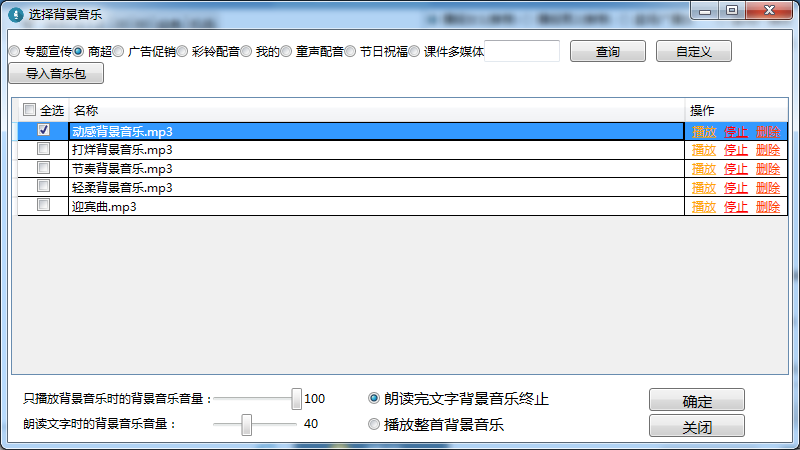 选择背景音乐
专题宣传 商超 广告促销 彩铃配音 我的 童声配音 节日祝福 课件多媒体 查询 自定义
导入音乐包
全选 名称 操作
动感背景音乐.mp3 播放 停止 删除
打烊背景音乐.mp3 播放 停止 删除
节奏背景音乐.mp3 播放 停止 删除
轻柔背景音乐.mp3 播放 停止 删除
迎宾曲.mp3 播放 停止 删除
只播放背景音乐时的背景音乐音量： 100 朗读完文字背景音乐终止 确定
朗读文字时的背景音乐音量： 40 播放整首背景音乐 关闭